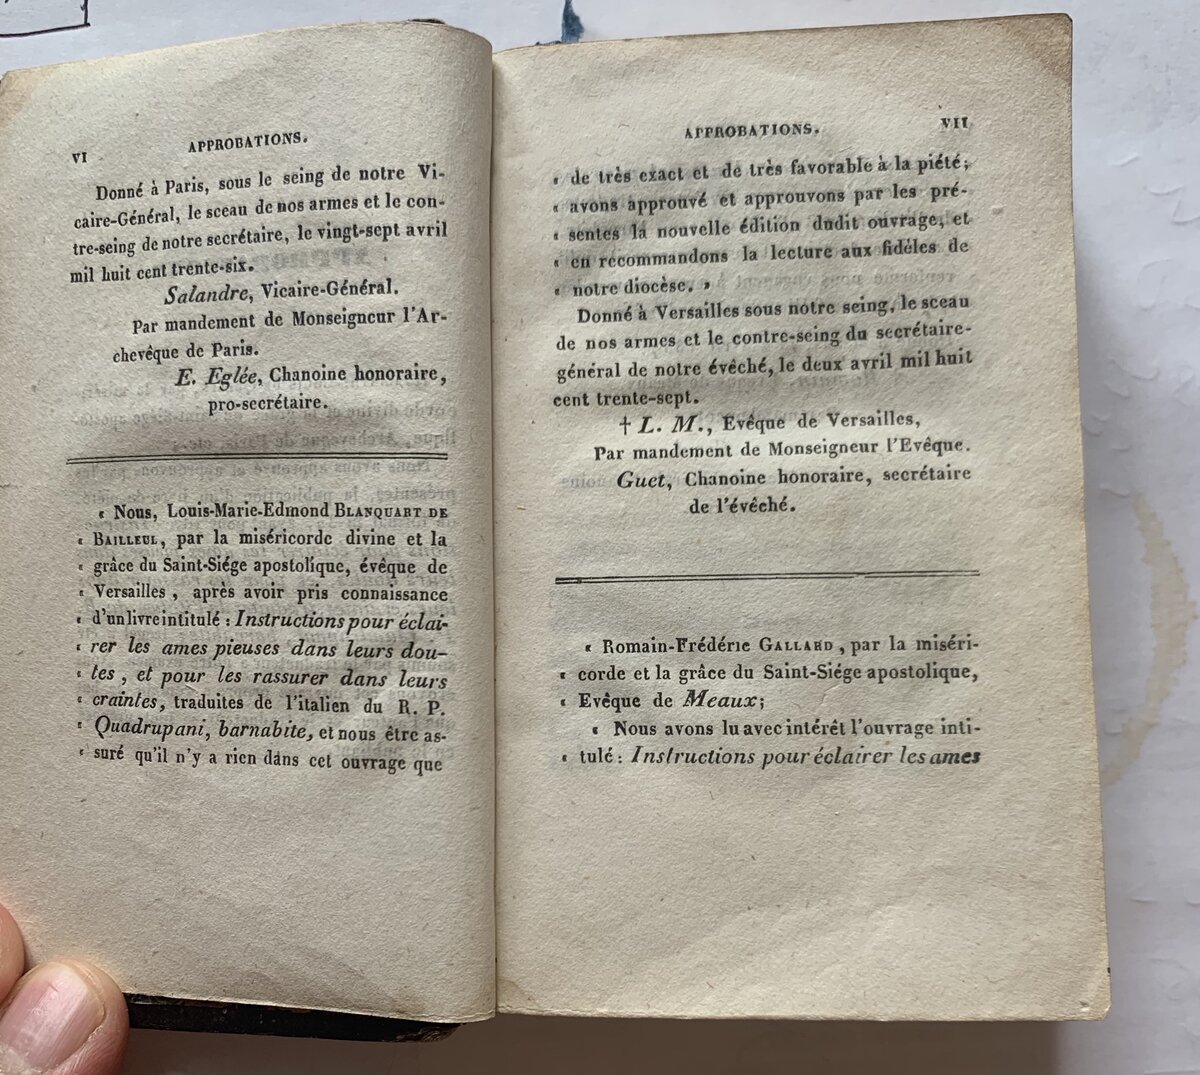 VI
APPROBATIONS.
Donné à Paris, sous le seing de notre Vi-
caire-Général, le sceau de nos armes et le con-
tre-seing de notre secrétaire, le vingt-sept avril
mil huit cent trente-six.
Salandre, Vicaire-Général.
Par mandement de Monseigneur l'Ar-
chevêque de Paris.
E. Eglée, Chanoine honoraire,
pro-secrétaire.
« Nous, Louis-Marie-Edmond BLANQUART DE
« BAILLEUL, par la miséricorde divine et la
« grâce du Saint-Siége apostolique, évêque de
« Versailles, après avoir pris connaissance
« d'un livre intitulé : Instructions pour éclai-
« rer les ames pieuses dans leurs dou-
« tes, et pour les rassurer dans leurs
« craintes, traduites de l'italien du R. P.
« Quadrupani, barnabite, et nous être as-
« suré qu'il n'y a rien dans cet ouvrage que
APPROBATIONS.
VII
« de très exact et de très favorable à la piété;
« avons approuvé et approuvons par les pré-
« sentes la nouvelle édition dudit ouvrage, et
« en recommandons la lecture aux fidèles de
« notre diocèse. »
Donné à Versailles sous notre seing, le sceau
de nos armes et le contre-seing du secrétaire-
général de notre évêché, le deux avril mil huit
cent trente-sept.
† L. M., Evêque de Versailles,
Par mandement de Monseigneur l'Evêque.
Guet, Chanoine honoraire, secrétaire
de l'évêché.
« Romain-Frédéric GALLARD, par la miséri-
« corde et la grâce du Saint-Siége apostolique,
« Evêque de Meaux;
« Nous avons lu avec intérêt l'ouvrage inti-
« tulé : Instructions pour éclairer les ames